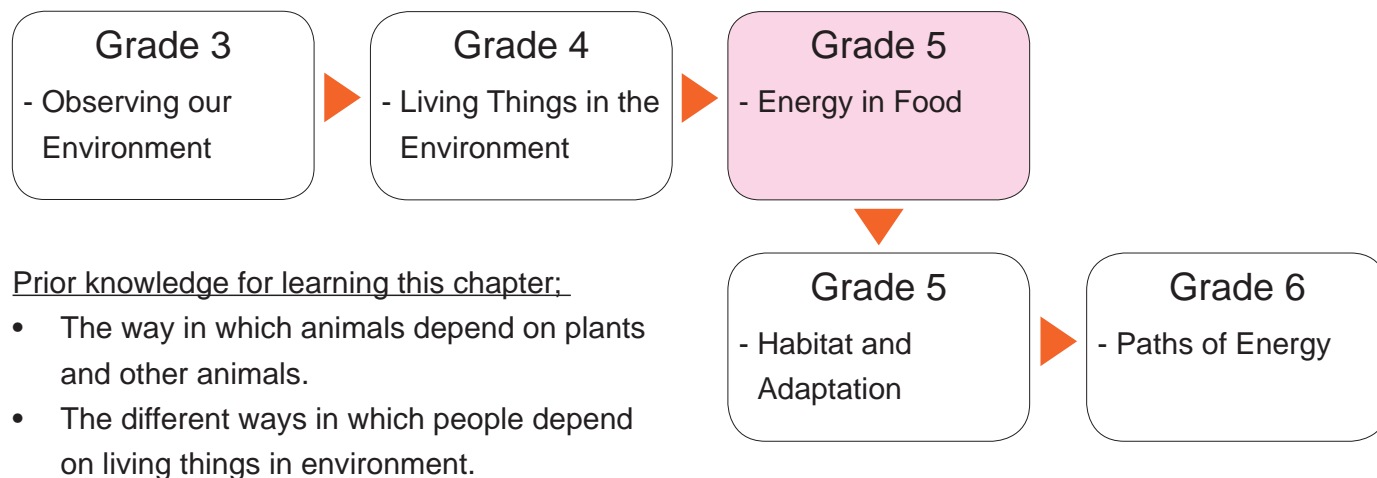 Grade 3
- Observing our
Environment
Grade 4
- Living Things in the
Environment
Grade 5
- Energy in Food
Grade 5
- Habitat and
Adaptation
Grade 6
- Paths of Energy
Prior knowledge for learning this chapter;
• The way in which animals depend on plants
and other animals.
• The different ways in which people depend
on living things in environment.